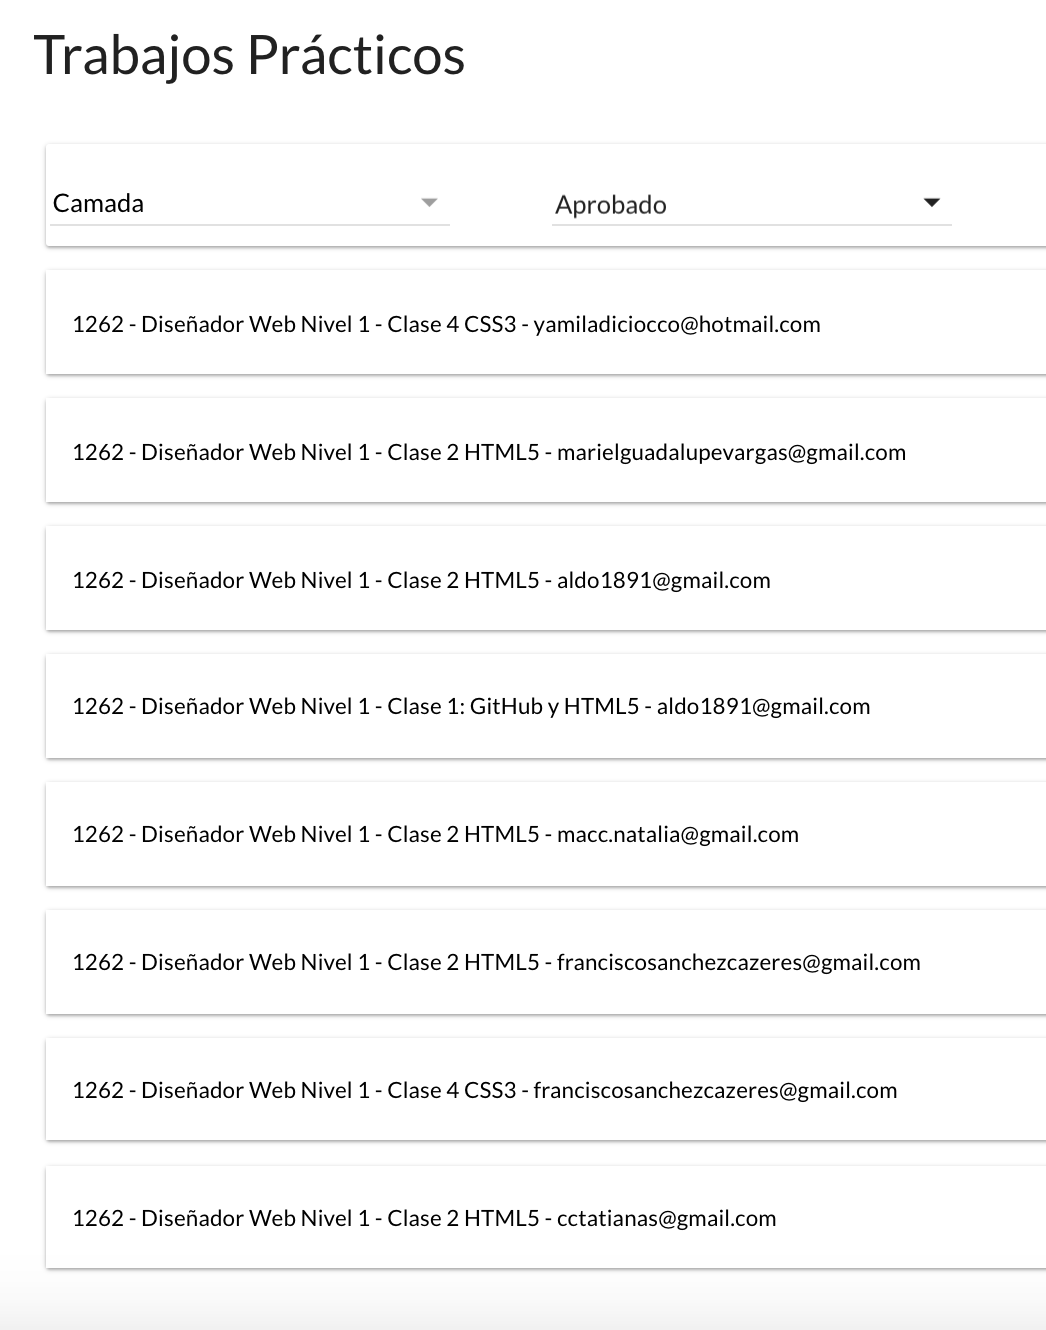 Trabajos Prácticos
Camada Aprobado
1262 - Diseñador Web Nivel 1 - Clase 4 CSS3 - yamiladiciocco@hotmail.com
1262 - Diseñador Web Nivel 1 - Clase 2 HTML5 - marielguadalupevargas@gmail.com
1262 - Diseñador Web Nivel 1 - Clase 2 HTML5 - aldo1891@gmail.com
1262 - Diseñador Web Nivel 1 - Clase 1: GitHub y HTML5 - aldo1891@gmail.com
1262 - Diseñador Web Nivel 1 - Clase 2 HTML5 - macc.natalia@gmail.com
1262 - Diseñador Web Nivel 1 - Clase 2 HTML5 - franciscosanchezcazeres@gmail.com
1262 - Diseñador Web Nivel 1 - Clase 4 CSS3 - franciscosanchezcazeres@gmail.com
1262 - Diseñador Web Nivel 1 - Clase 2 HTML5 - cctatianas@gmail.com